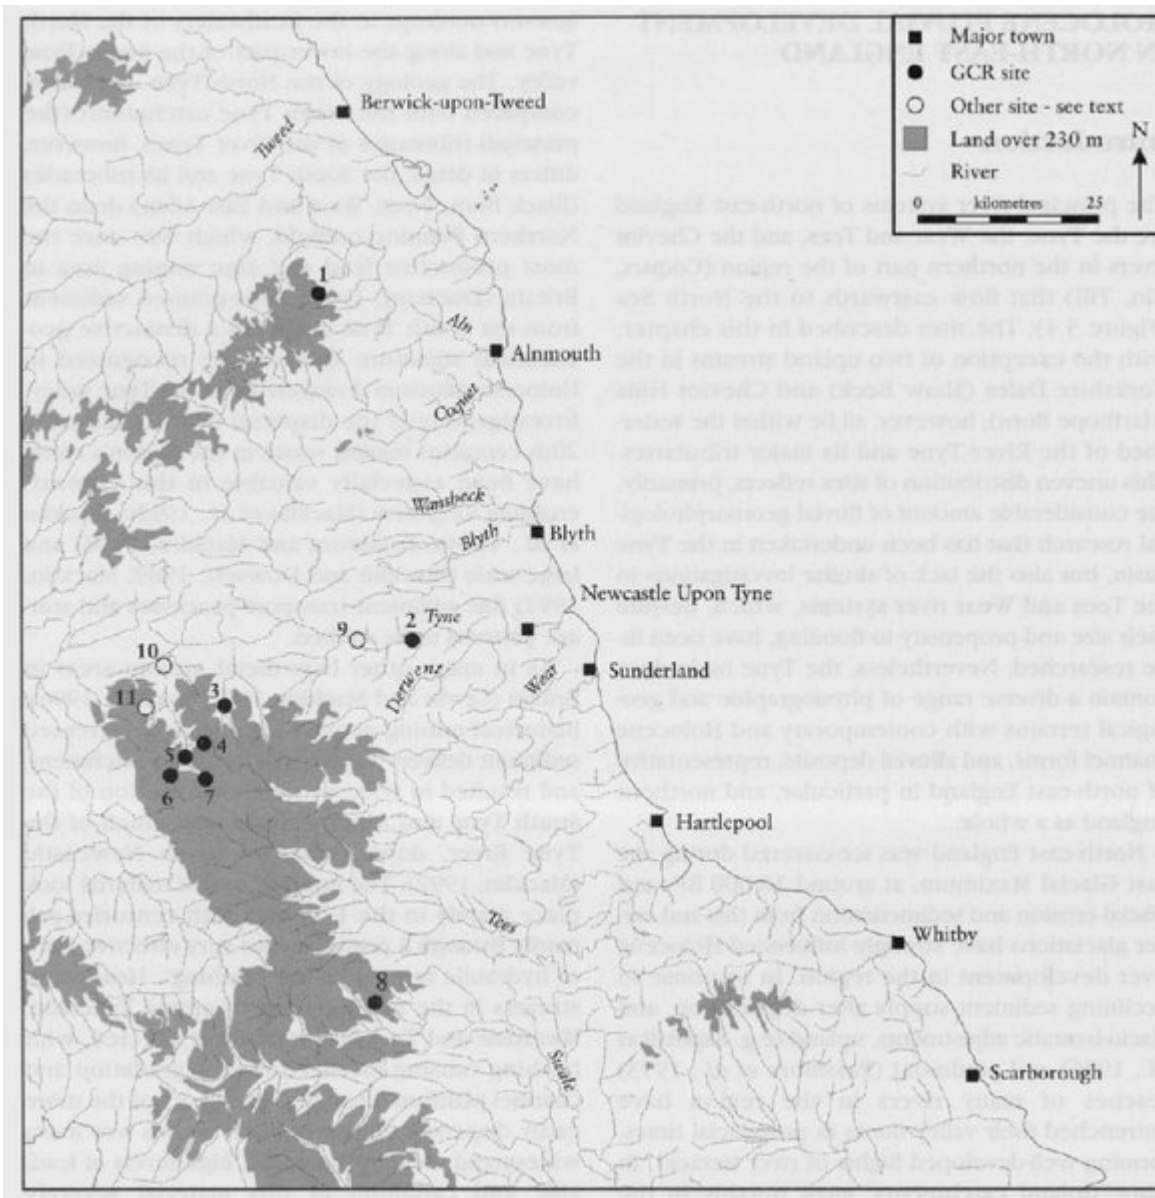 Major town
GCR site
Other site - see text
Land over 230 m
River
0 kilometres 25
N
Berwick-upon-Tweed
Tweed
1
Aln
Alnmouth
Coquet
Wansbeck
Blyth
Blyth
Newcastle Upon Tyne
9
2
Tyne
10
Derwent
Wear
Sunderland
3
11
4
5
6
7
Hartlepool
Tees
Whitby
8
Swale
Scarborough